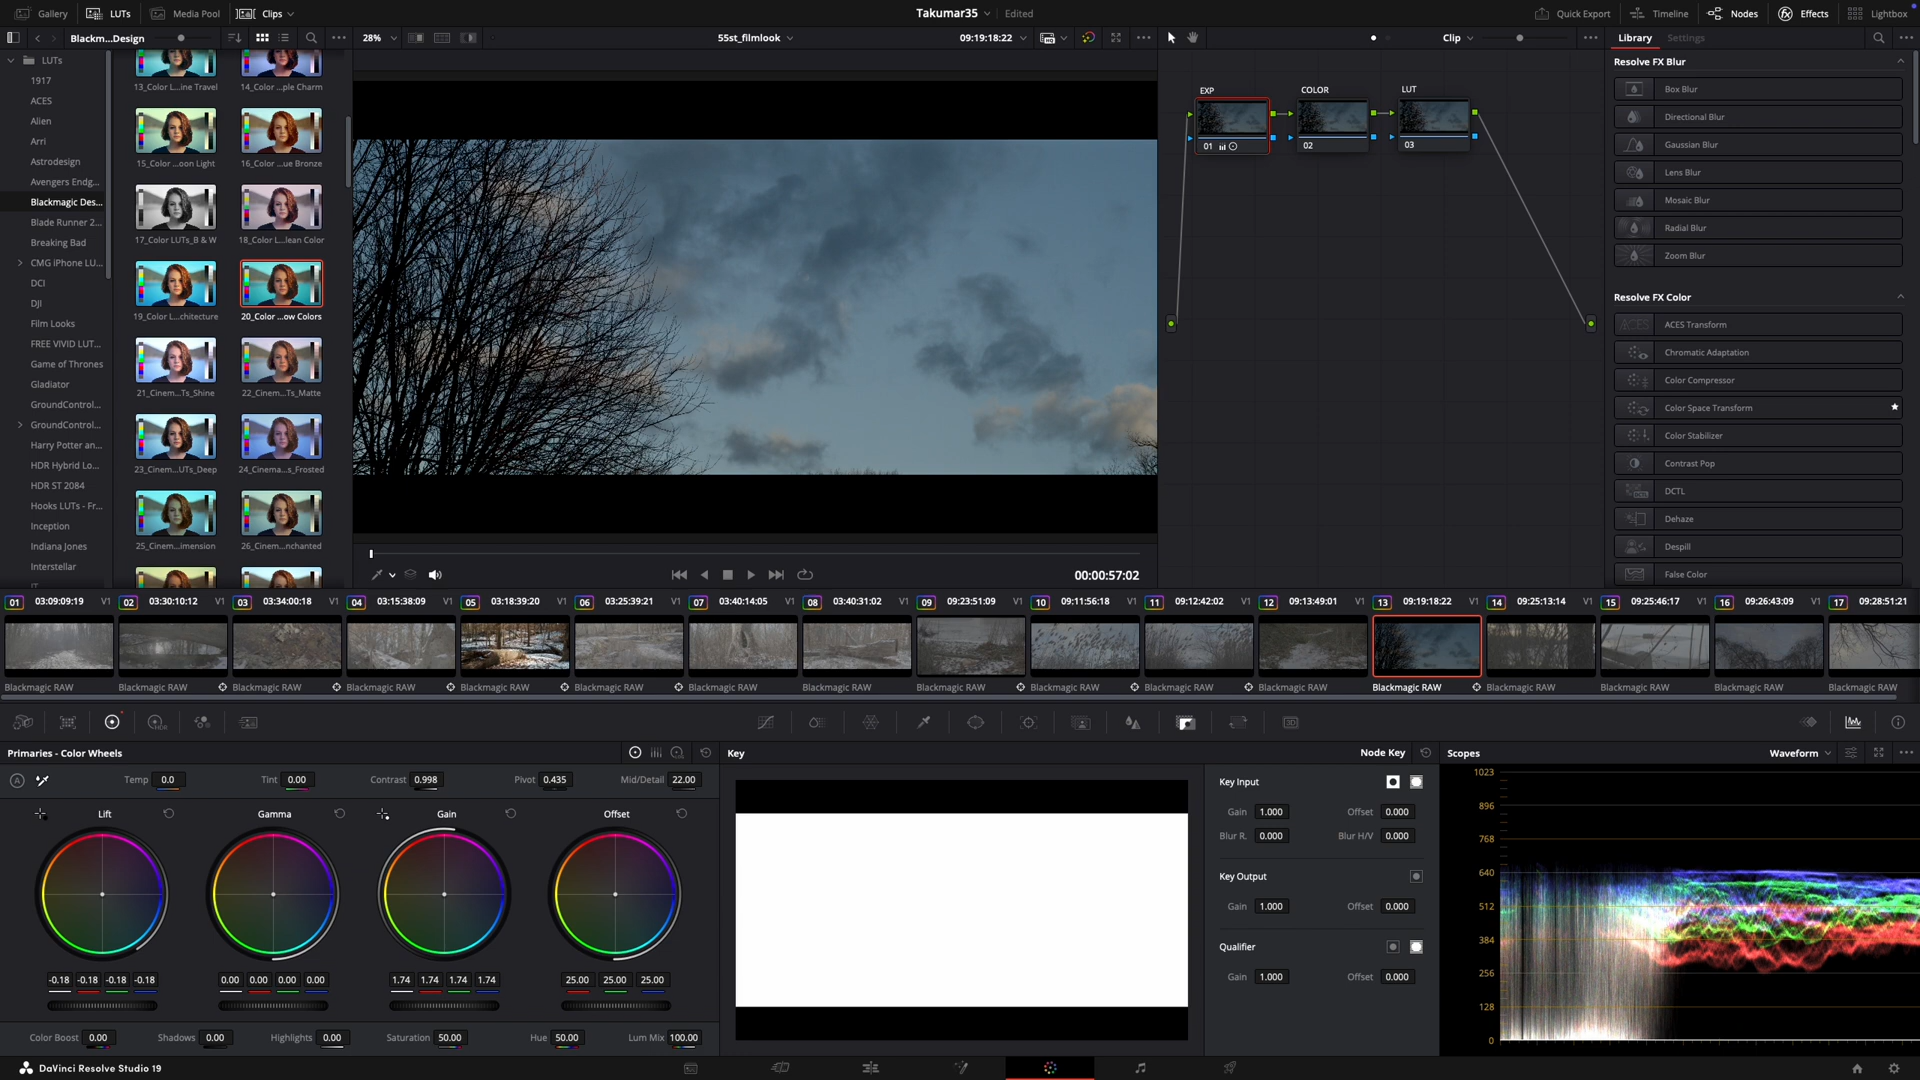 Gallery LUTs Media Pool Clips Takumar35 Edited Quick Export Timeline Nodes Effects Lightbox
Blackm...Design 28% 55st_filmlook 09:19:18:22 Clip Library Settings
LUTs
1917
ACES
Alien
Arri
Astrodesign
Avengers Endg...
Blackmagic Des...
Blade Runner 2...
Breaking Bad
CMG iPhone LU...
DCI
DJI
Film Looks
FREE VIVID LUT...
Game of Thrones
Gladiator
GroundControl...
GroundControl...
Harry Potter an...
HDR Hybrid Lo...
HDR ST 2084
Hooks LUTs - Fr...
Inception
Indiana Jones
Interstellar
13_Color L...ine Travel 14_Color ...ple Charm
15_Color ...oon Light 16_Color ...ue Bronze
17_Color LUTs_B & W 18_Color L...lean Color
19_Color L...chitecture 20_Color ...ow Colors
21_Cinem...Ts_Shine 22_Cinem...Ts_Matte
23_Cinem...UTs_Deep 24_Cinema...s_Frosted
25_Cinem...imension 26_Cinem...nchanted
00:00:57:02
EXP COLOR LUT
01 02 03
Resolve FX Blur
Box Blur
Directional Blur
Gaussian Blur
Lens Blur
Mosaic Blur
Radial Blur
Zoom Blur
Resolve FX Color
ACES ACES Transform
Chromatic Adaptation
Color Compressor
Color Space Transform
Color Stabilizer
Contrast Pop
DCTL
Dehaze
Despill
False Color
01 03:09:09:19 V1 02 03:30:10:12 V1 03 03:34:00:18 V1 04 03:15:38:09 V1 05 03:18:39:20 V1 06 03:25:39:21 V1 07 03:40:14:05 V1 08 03:40:31:02 V1 09 09:23:51:09 V1 10 09:11:56:18 V1 11 09:12:42:02 V1 12 09:13:49:01 V1 13 09:19:18:22 V1 14 09:25:13:14 V1 15 09:25:46:17 V1 16 09:26:43:09 V1 17 09:28:51:21
Blackmagic RAW Blackmagic RAW Blackmagic RAW Blackmagic RAW Blackmagic RAW Blackmagic RAW Blackmagic RAW Blackmagic RAW Blackmagic RAW Blackmagic RAW Blackmagic RAW Blackmagic RAW Blackmagic RAW Blackmagic RAW Blackmagic RAW Blackmagic RAW Blackmagic RAW
HDR 3D
Primaries - Color Wheels
A Temp 0.0 Tint 0.00 Contrast 0.998 Pivot 0.435 Mid/Detail 22.00
Lift Gamma Gain Offset
-0.18 -0.18 -0.18 -0.18 0.00 0.00 0.00 0.00 1.74 1.74 1.74 1.74 25.00 25.00 25.00
Color Boost 0.00 Shadows 0.00 Highlights 0.00 Saturation 50.00 Hue 50.00 Lum Mix 100.00
Key Node Key
Key Input
Gain 1.000 Offset 0.000
Blur R. 0.000 Blur H/V 0.000
Key Output
Gain 1.000 Offset 0.000
Qualifier
Gain 1.000 Offset 0.000
Scopes Waveform
1023
896
768
640
512
384
256
128
0
DaVinci Resolve Studio 19